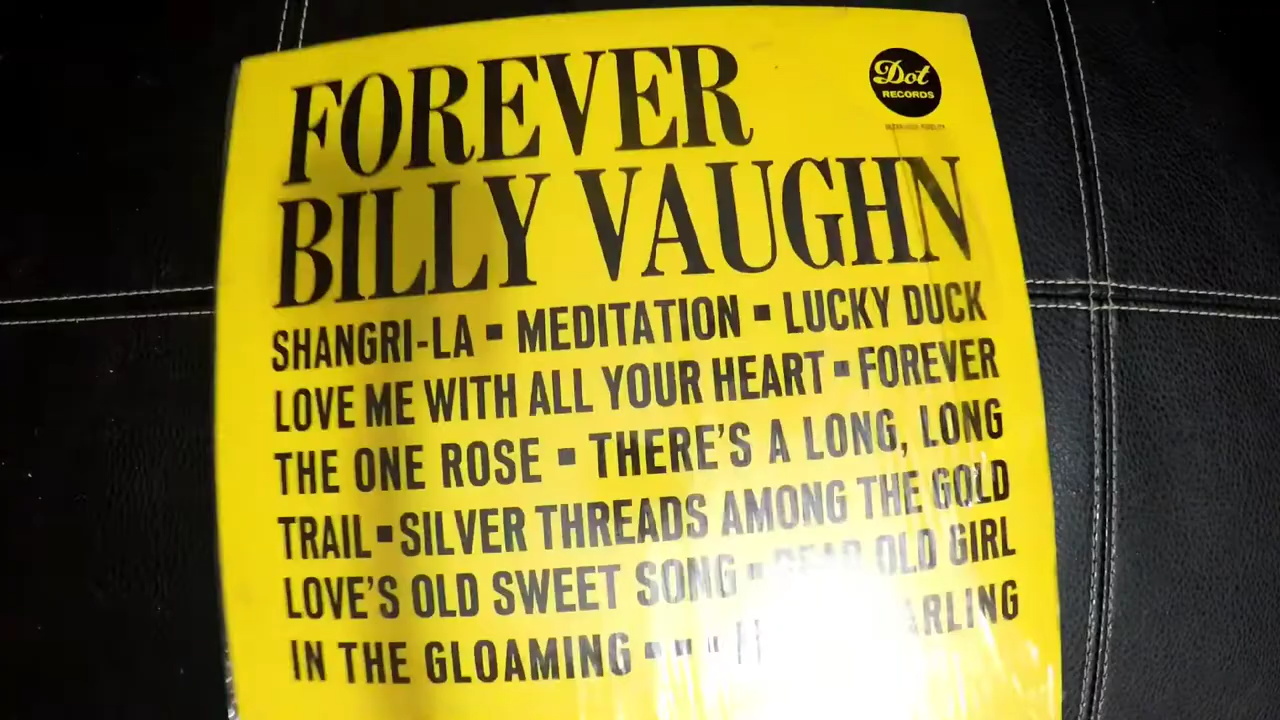 FOREVER
Dot
RECORDS
BILLY VAUGHN
SHANGRI-LA ▪ MEDITATION ▪ LUCKY DUCK
LOVE ME WITH ALL YOUR HEART ▪ FOREVER
THE ONE ROSE ▪ THERE'S A LONG, LONG
TRAIL ▪ SILVER THREADS AMONG THE GOLD
LOVE'S OLD SWEET SONG ▪ DEAR OLD GIRL
IN THE GLOAMING ▪ ▪ ▪